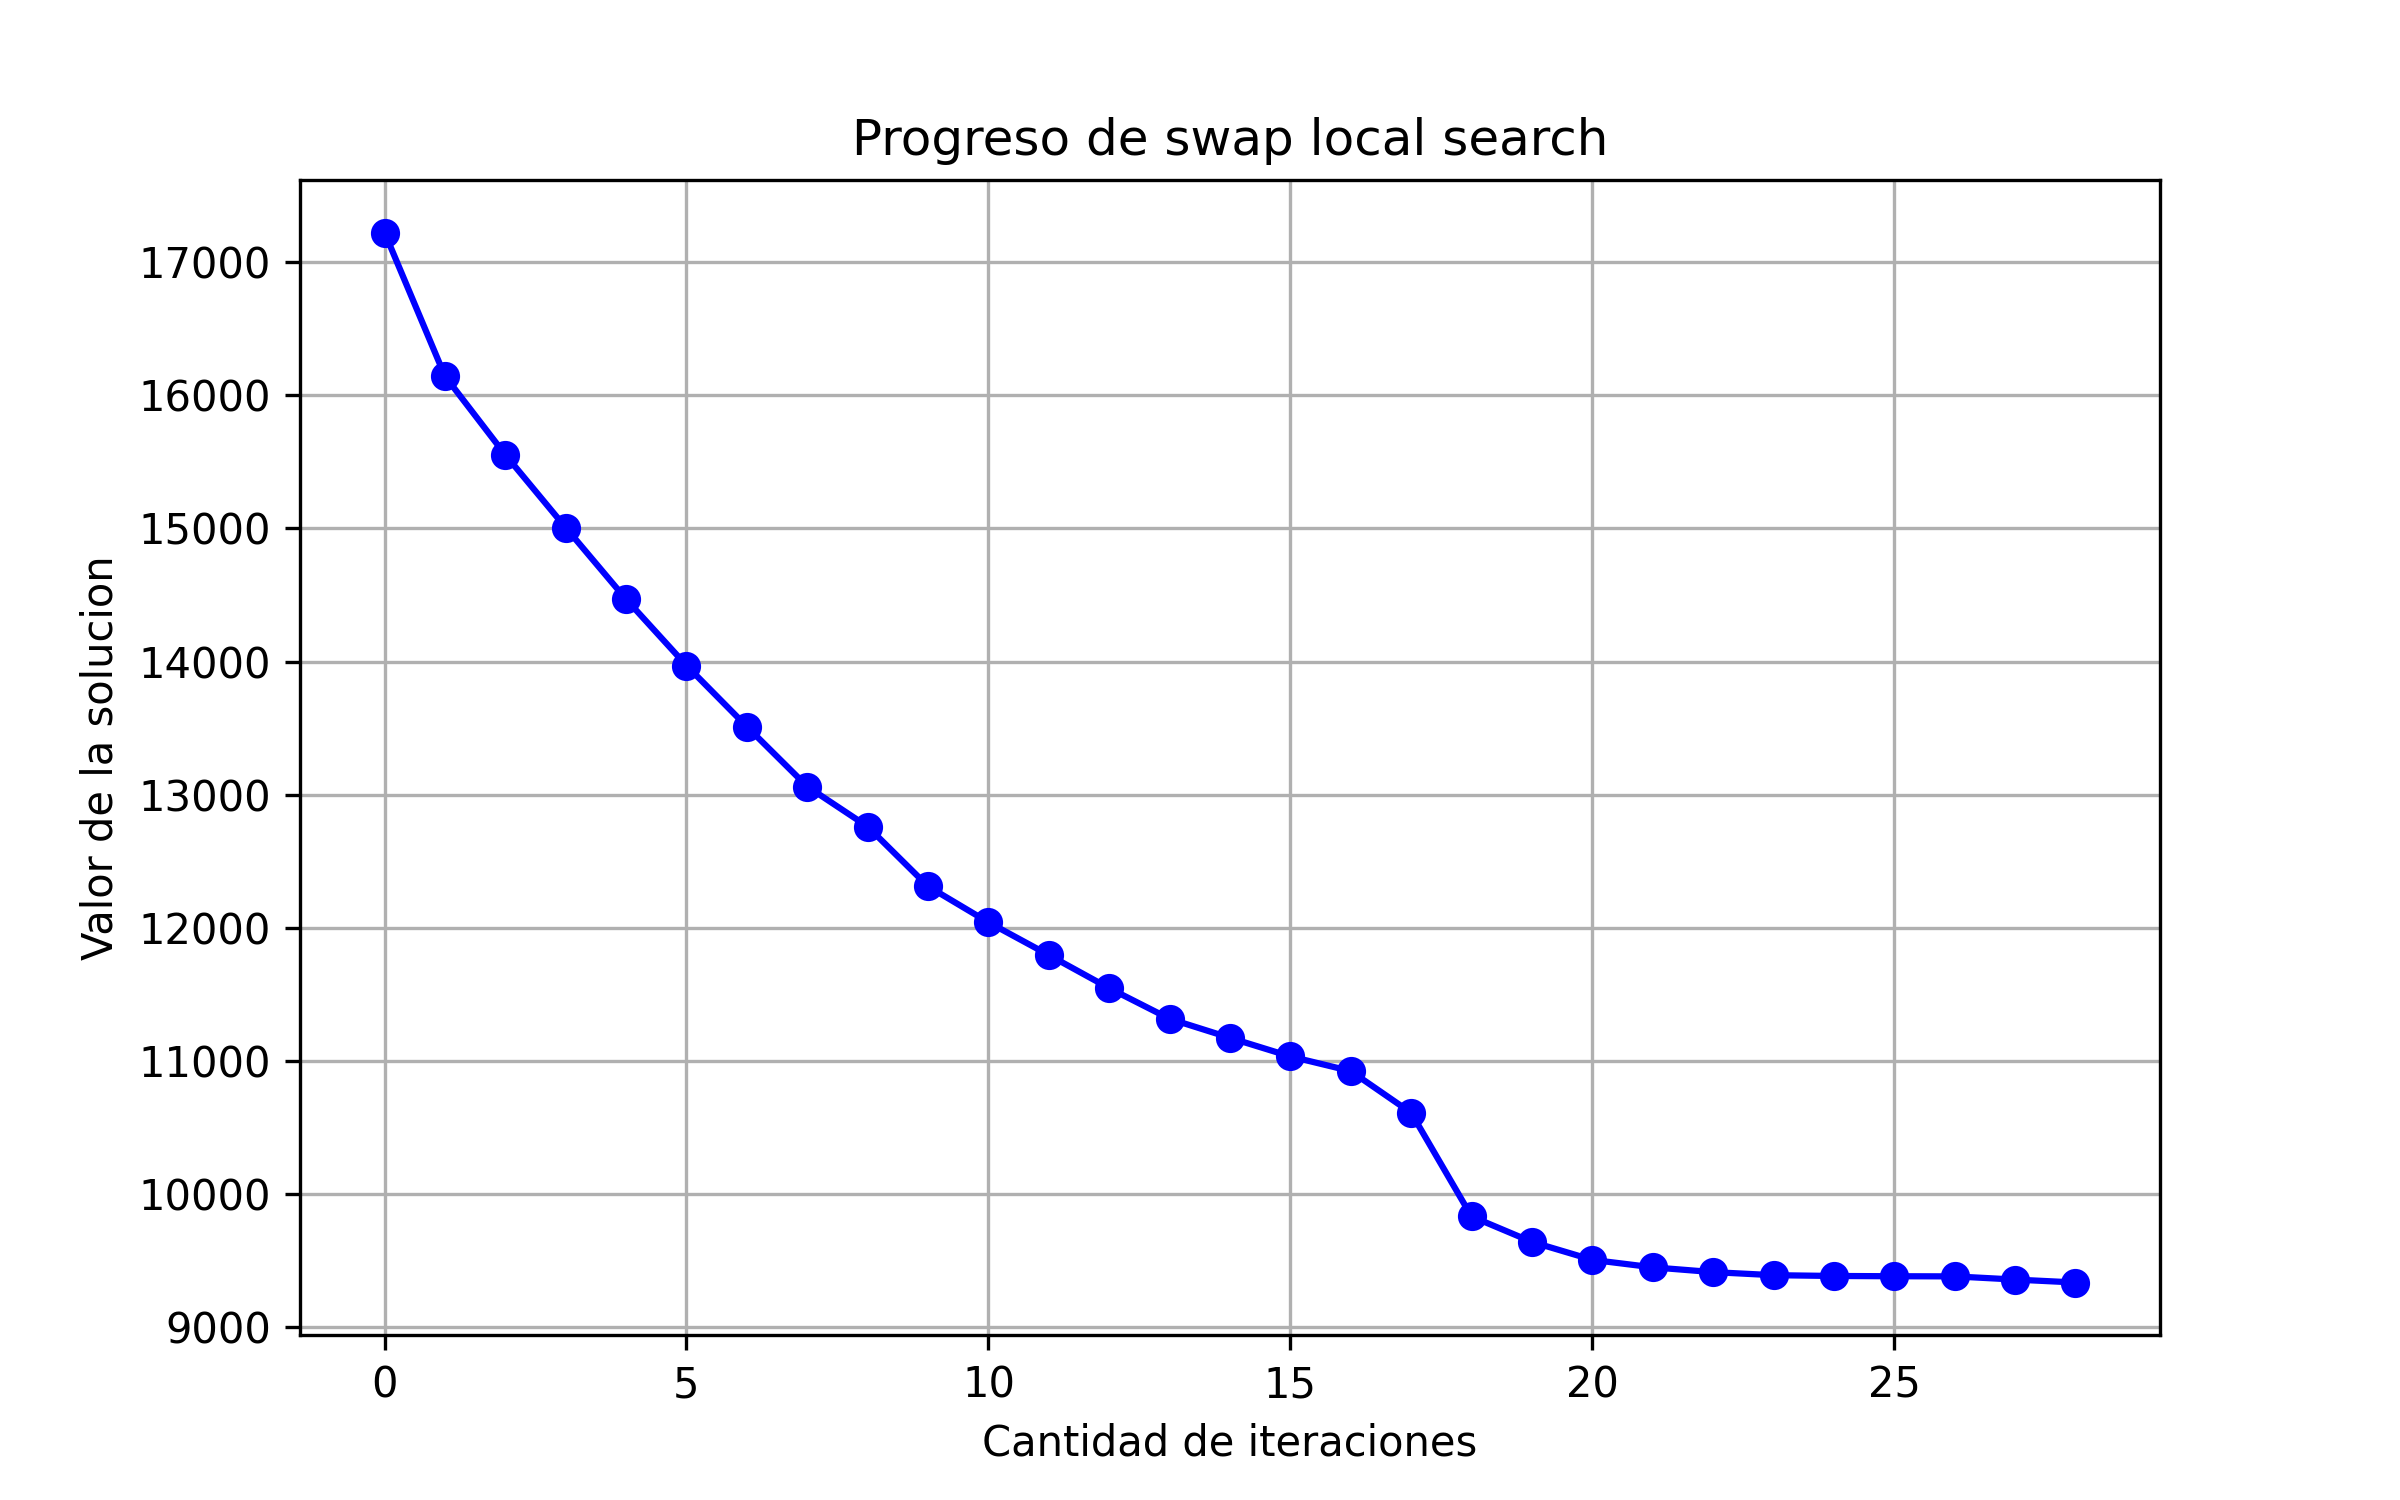 Progreso de swap local search
Valor de la solucion
17000
16000
15000
14000
13000
12000
11000
10000
9000
0 5 10 15 20 25
Cantidad de iteraciones